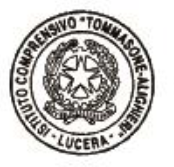 ISTITUTO COMPRENSIVO "TOMMASONE-ALIGHIERI"
- LUCERA -